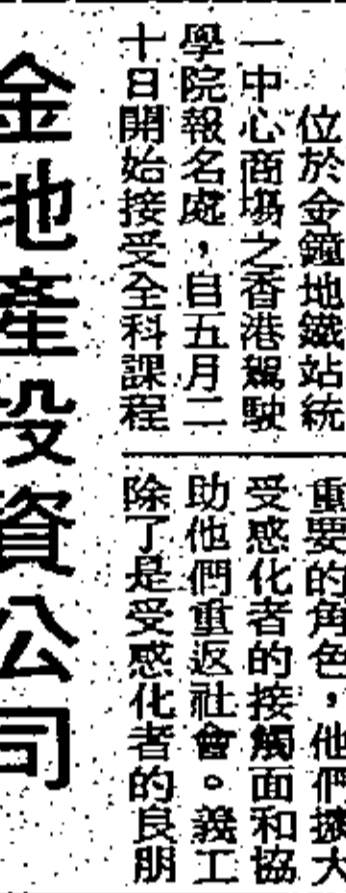 位於金鐘地鐵站統
一中心商場之香港駕駛
學院報名處，自五月二
十日開始接受全科課程
重要的角色，他們擴大
受感化者的接觸面和協
助他們重返社會。義工
除了是受感化者的良朋
金地產投資公司